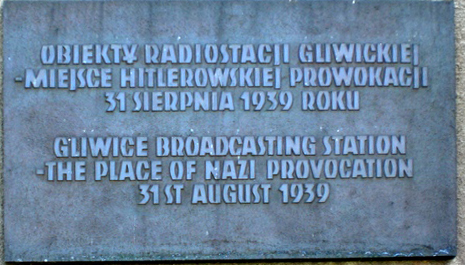 OBIEKTY RADIOSTACJI GLIWICKIEJ
-MIEJSCE HITLEROWSKIEJ PROWOKACJI
31 SIERPNIA 1939 ROKU
GLIWICE BROADCASTING STATION
-THE PLACE OF NAZI PROVOCATION
31 ST AUGUST 1939